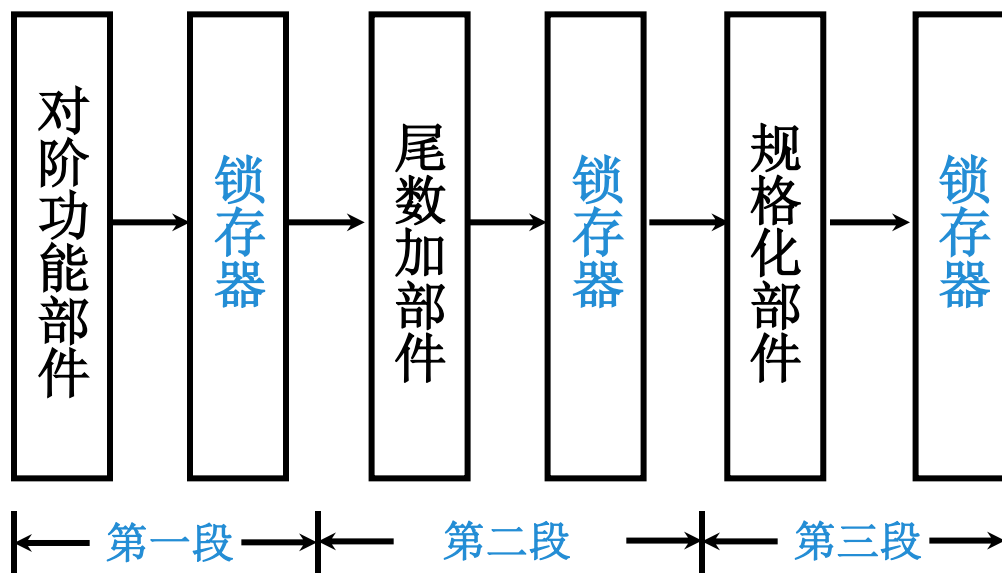 对阶功能部件
锁存器
尾数加部件
锁存器
规格化部件
锁存器
第一段
第二段
第三段